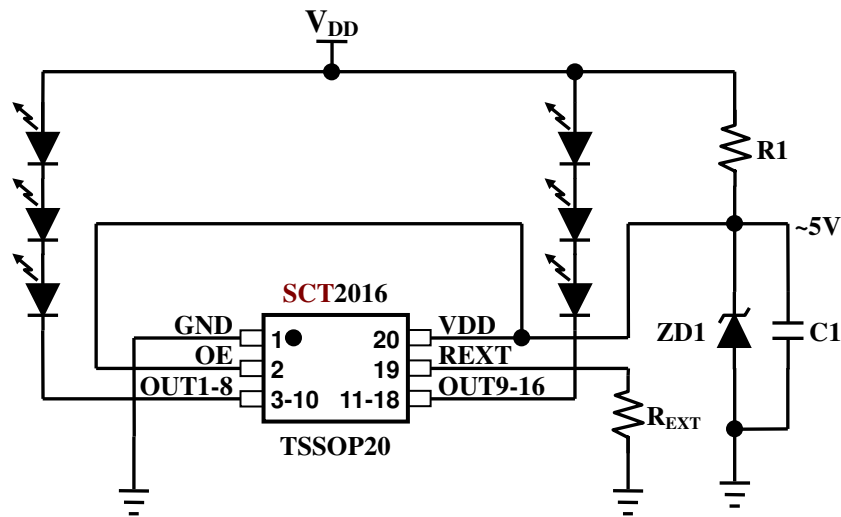 VDD
R1
~5V
SCT2016
GND 1 20 VDD
ZD1 C1
OE 2 19 REXT
OUT1-8 3-10 11-18 OUT9-16
REXT
TSSOP20